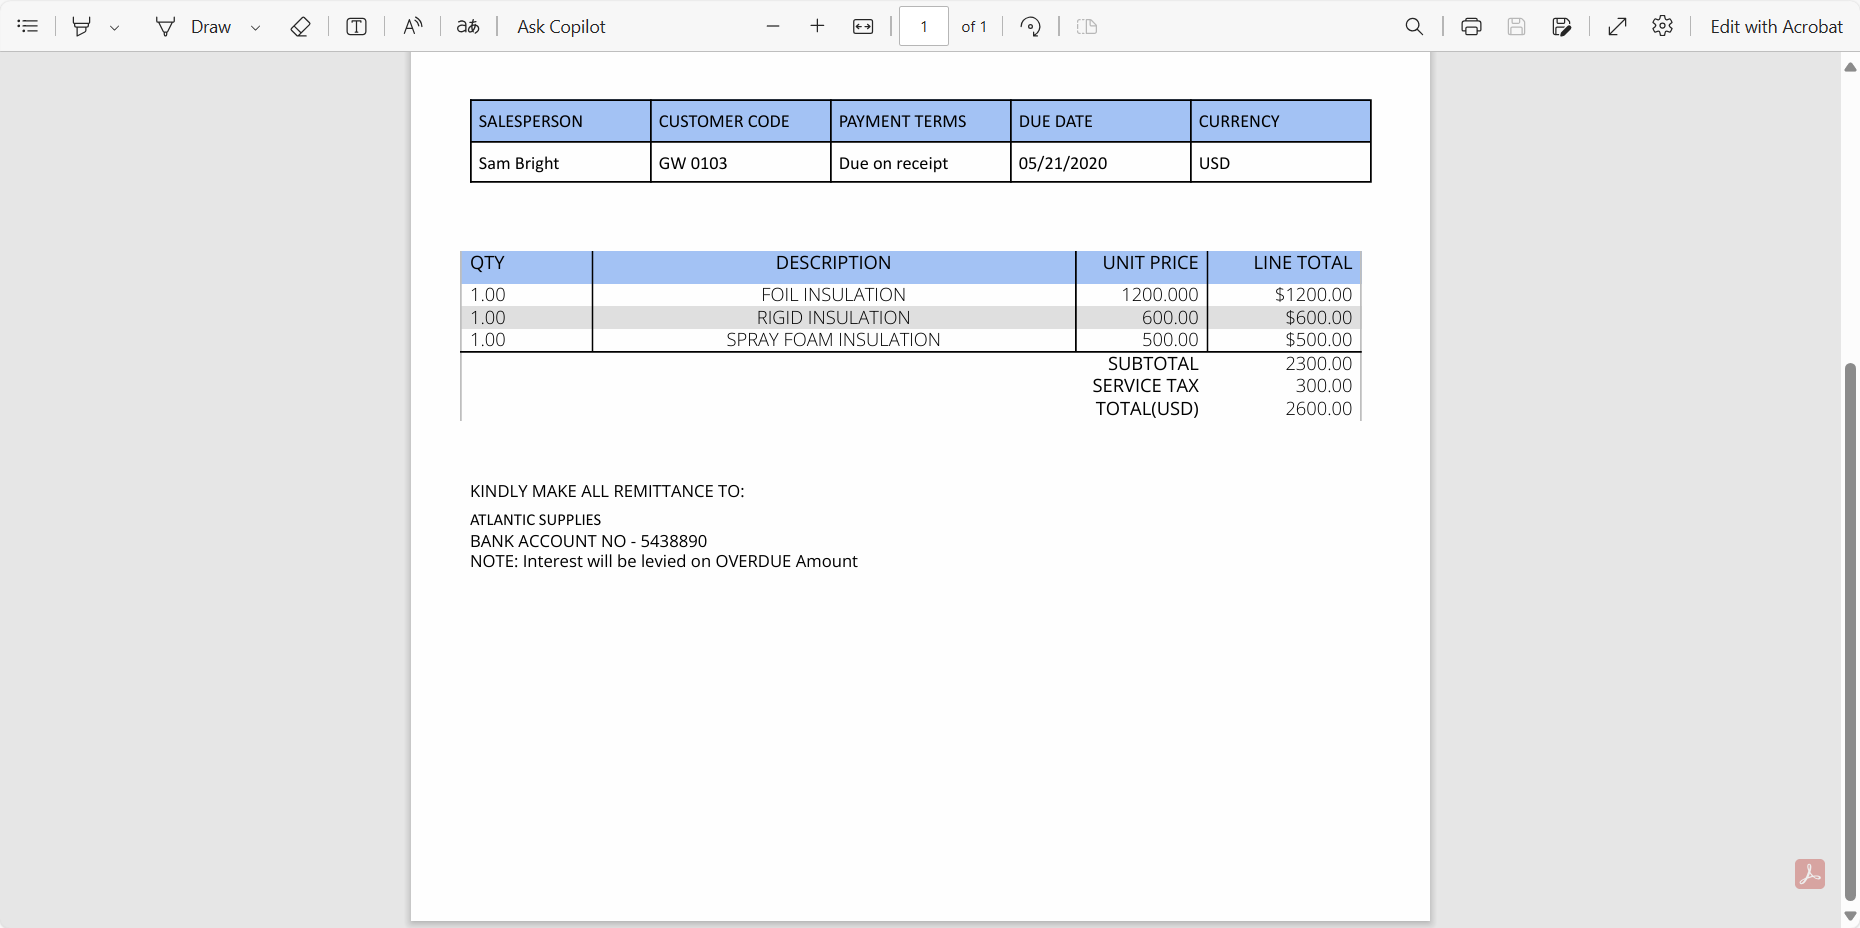 Draw Ask Copilot 1 of 1 Edit with Acrobat
SALESPERSON CUSTOMER CODE PAYMENT TERMS DUE DATE CURRENCY
Sam Bright GW 0103 Due on receipt 05/21/2020 USD
QTY DESCRIPTION UNIT PRICE LINE TOTAL
1.00 FOIL INSULATION 1200.000 $1200.00
1.00 RIGID INSULATION 600.00 $600.00
1.00 SPRAY FOAM INSULATION 500.00 $500.00
SUBTOTAL 2300.00
SERVICE TAX 300.00
TOTAL(USD) 2600.00
KINDLY MAKE ALL REMITTANCE TO:
ATLANTIC SUPPLIES
BANK ACCOUNT NO - 5438890
NOTE: Interest will be levied on OVERDUE Amount